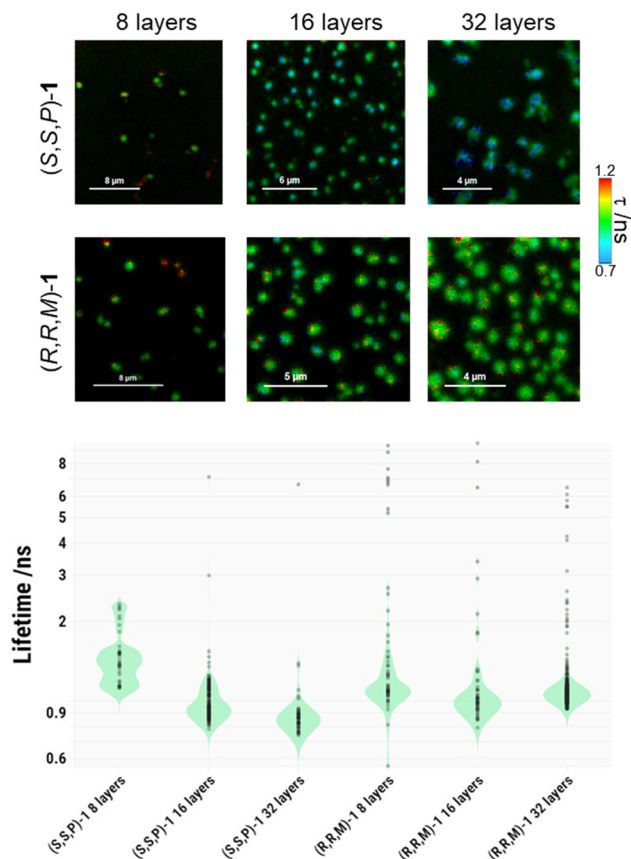 8 layers
16 layers
32 layers
(S,S,P)-1
8 µm
6 µm
4 µm
1.2
τ /ns
0.7
(R,R,M)-1
8 µm
5 µm
4 µm
Lifetime /ns
8
6
5
4
3
2
0.9
0.6
(S,S,P)-1 8 layers
(S,S,P)-1 16 layers
(S,S,P)-1 32 layers
(R,R,M)-1 8 layers
(R,R,M)-1 16 layers
(R,R,M)-1 32 layers